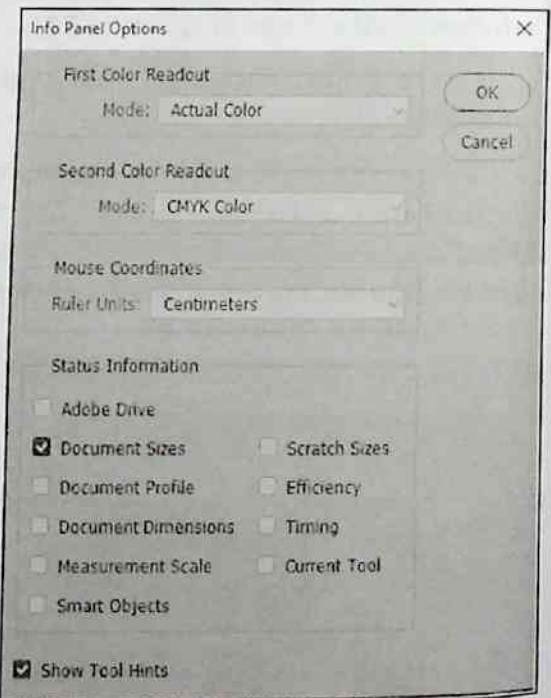 Info Panel Options
First Color Readout
Mode: Actual Color
OK
Cancel
Second Color Readout
Mode: CMYK Color
Mouse Coordinates
Ruler Units: Centimeters
Status Information
Adobe Drive
Document Sizes Scratch Sizes
Document Profile Efficiency
Document Dimensions Timing
Measurement Scale Current Tool
Smart Objects
Show Tool Hints